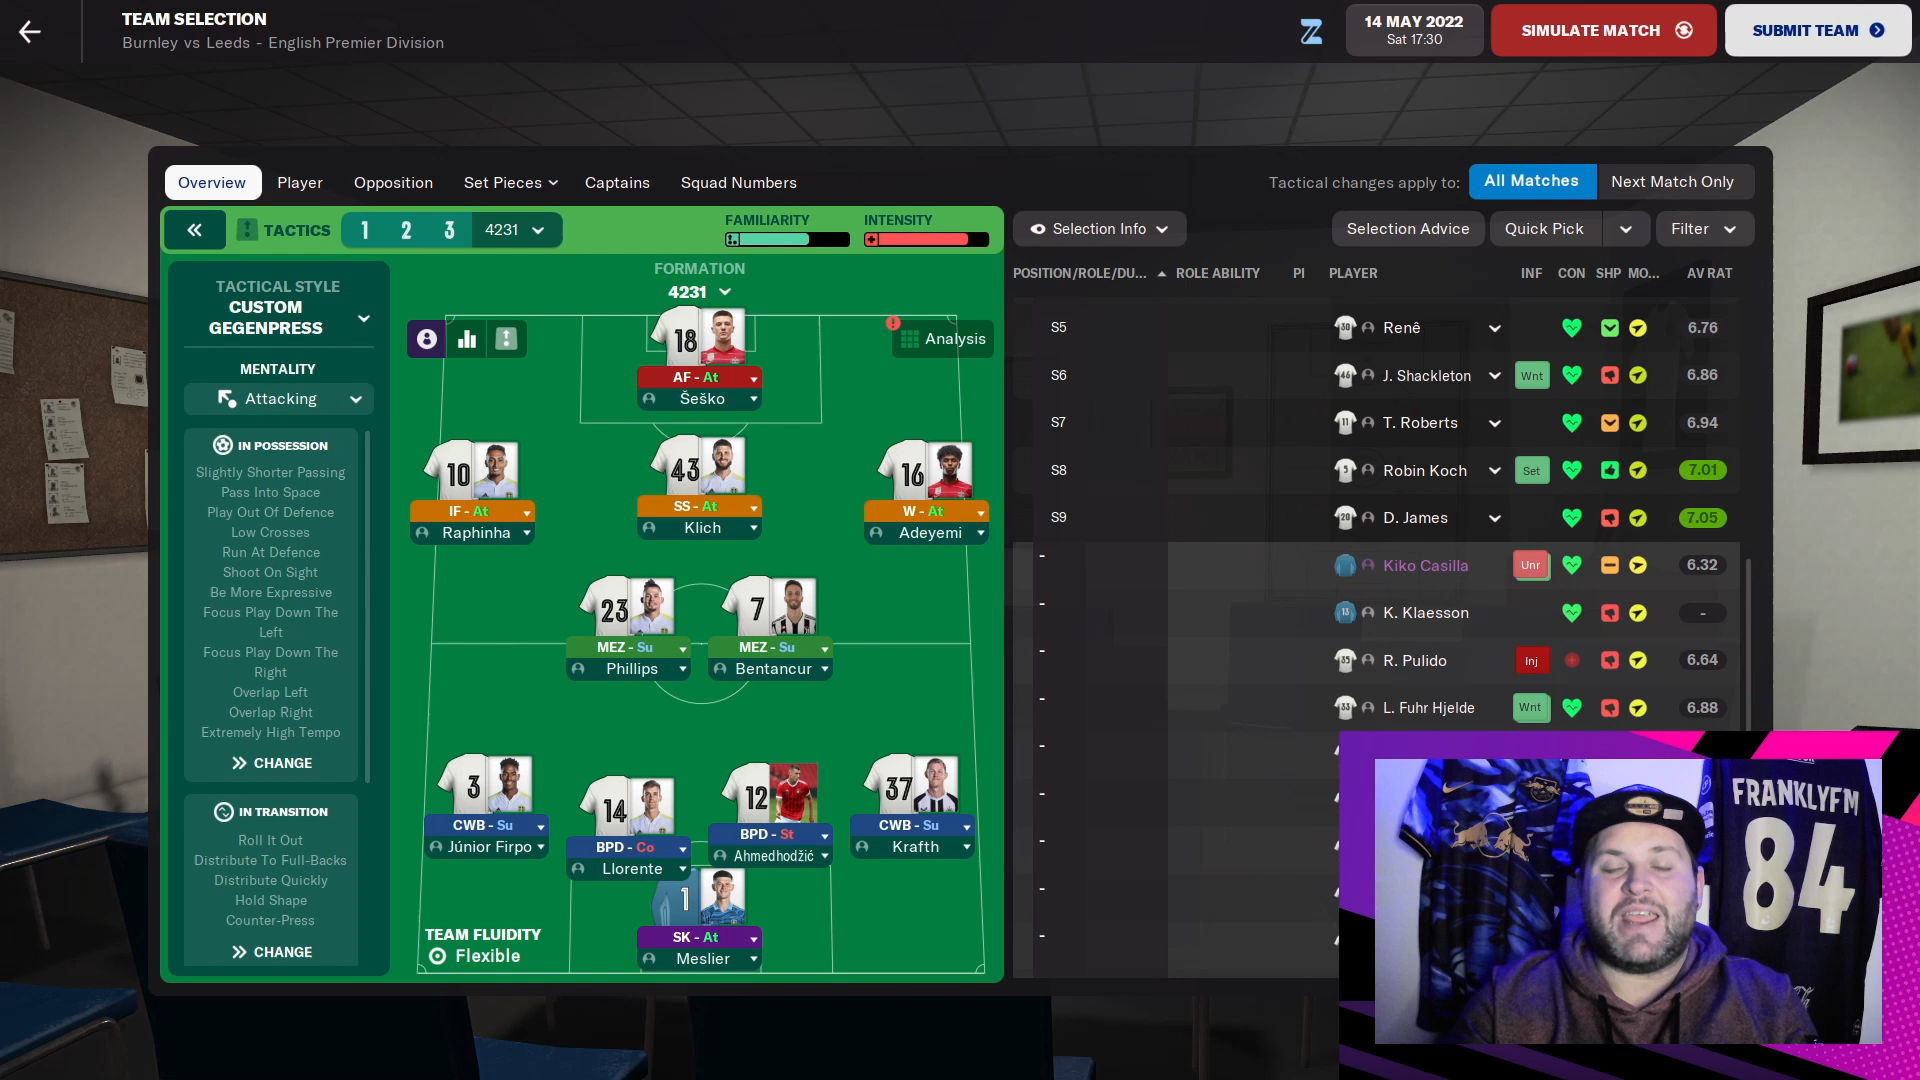 TEAM SELECTION
Burnley vs Leeds - English Premier Division
14 MAY 2022
Sat 17:30
SIMULATE MATCH
SUBMIT TEAM
Overview
Player
Opposition
Set Pieces
Captains
Squad Numbers
Tactical changes apply to:
All Matches
Next Match Only
TACTICS
1
2
3
4231
FAMILIARITY
INTENSITY
Selection Info
Selection Advice
Quick Pick
Filter
TACTICAL STYLE
CUSTOM
GEGENPRESS
MENTALITY
Attacking
IN POSSESSION
Slightly Shorter Passing
Pass Into Space
Play Out Of Defence
Low Crosses
Run At Defence
Shoot On Sight
Be More Expressive
Focus Play Down The
Left
Focus Play Down The
Right
Overlap Left
Overlap Right
Extremely High Tempo
CHANGE
IN TRANSITION
Roll It Out
Distribute To Full-Backs
Distribute Quickly
Hold Shape
Counter-Press
CHANGE
FORMATION
4231
Analysis
18
AF - At
Šeško
10
IF - At
Raphinha
43
SS - At
Klich
16
W - At
Adeyemi
23
MEZ - Su
Phillips
7
MEZ - Su
Bentancur
3
CWB - Su
Júnior Firpo
14
BPD - Co
Llorente
12
BPD - St
Ahmedhodžić
37
CWB - Su
Krafth
1
SK - At
Meslier
TEAM FLUIDITY
Flexible
POSITION/ROLE/DU... ROLE ABILITY PI PLAYER INF CON SHP MO... AV RAT
S5 30 Renê 6.76
S6 46 J. Shackleton Wnt 6.86
S7 11 T. Roberts 6.94
S8 5 Robin Koch Set 7.01
S9 20 D. James 7.05
- Kiko Casilla Unr 6.32
- 13 K. Klaesson -
- 35 R. Pulido Inj 6.64
- 33 L. Fuhr Hjelde Wnt 6.88
-
-
-
-
-
FRANKLYFM
84